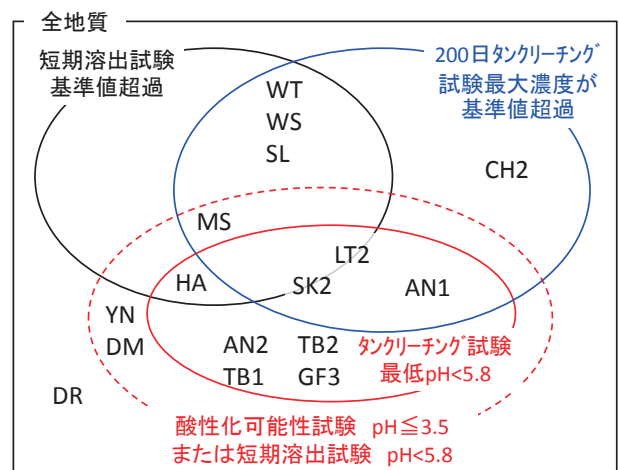 全地質
短期溶出試験
基準値超過
200日タンクリーチング
試験最大濃度が
基準値超過
WT
WS
SL
CH2
MS
LT2
HA
SK2
AN1
YN
DM
AN2 TB2
TB1 GF3
タンクリーチング試験
最低pH<5.8
DR
酸性化可能性試験 pH≦3.5
または短期溶出試験 pH<5.8